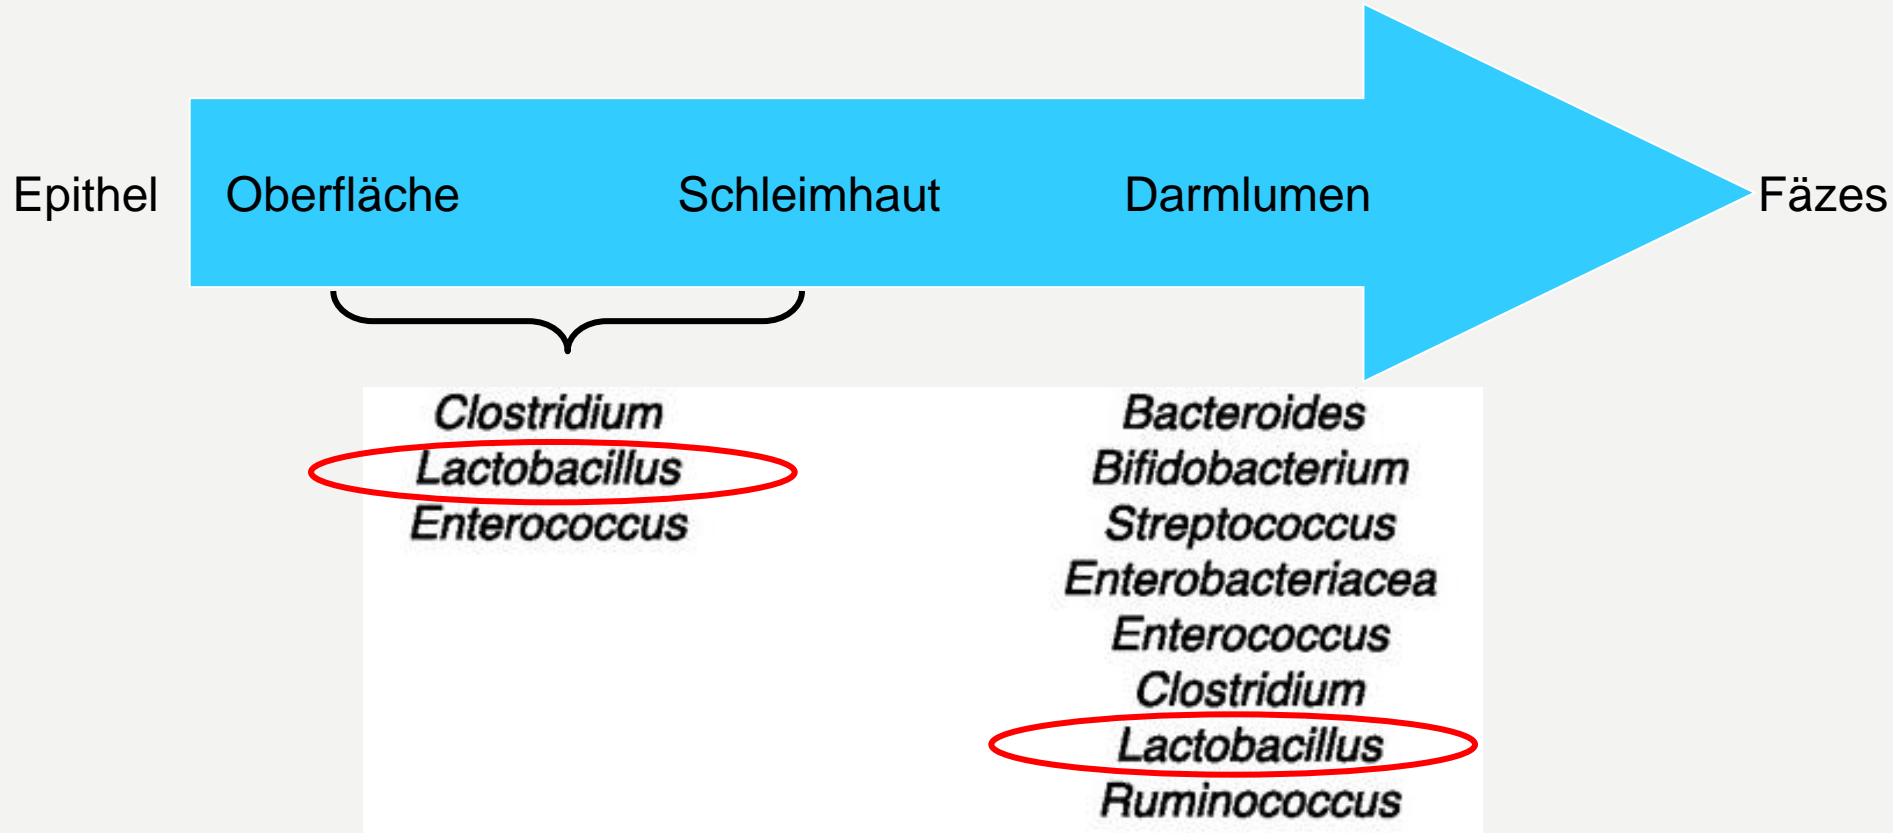 Epithel Oberfläche Schleimhaut Darmlumen Fäzes
Clostridium
Lactobacillus
Enterococcus
Bacteroides
Bifidobacterium
Streptococcus
Enterobacteriacea
Enterococcus
Clostridium
Lactobacillus
Ruminococcus